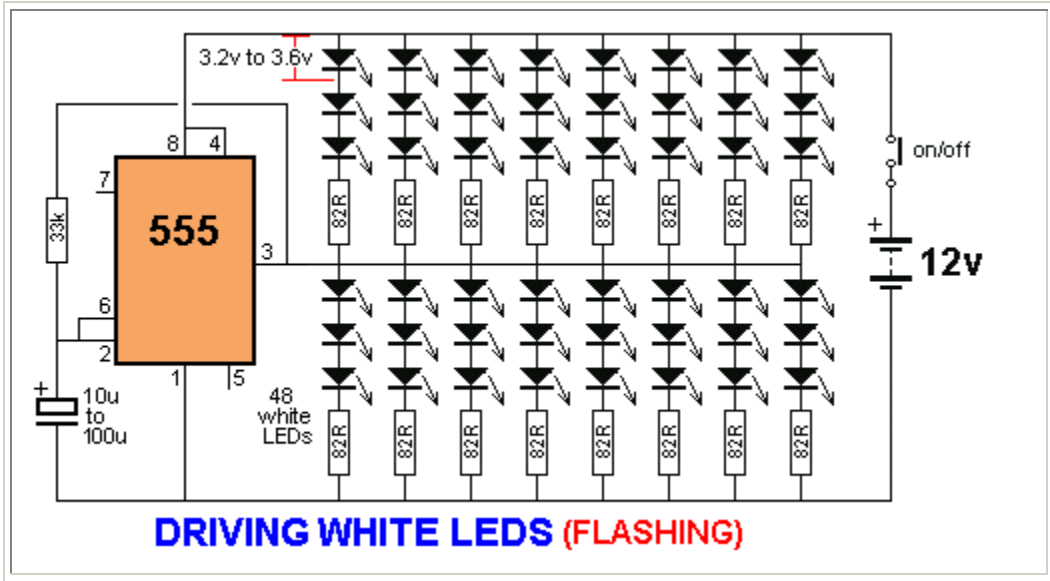 3.2v to 3.6v
8 4
7
555
33k
3
6
2
1
5
+
10u
to
100u
48
white
LEDs
82R 82R 82R 82R 82R 82R 82R 82R
82R 82R 82R 82R 82R 82R 82R 82R
on/off
+
12v
DRIVING WHITE LEDS (FLASHING)